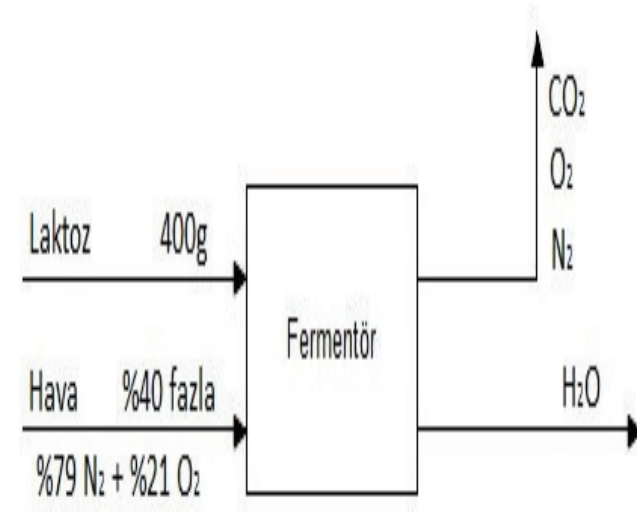 CO₂
O₂
N₂
Laktoz 400g
Fermentör
Hava %40 fazla
%79 N₂ + %21 O₂
H₂O